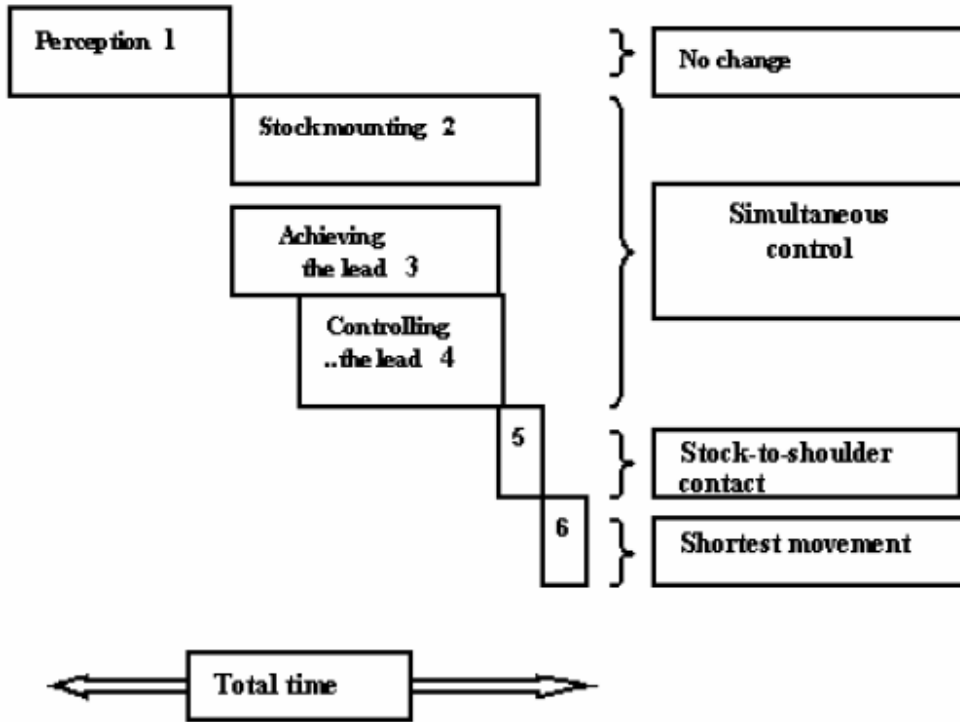 Perception 1
No change
Stockmounting 2
Simultaneous
control
Achieving
the lead 3
Controlling
..the lead 4
5
Stock-to-shoulder
contact
6
Shortest movement
Total time